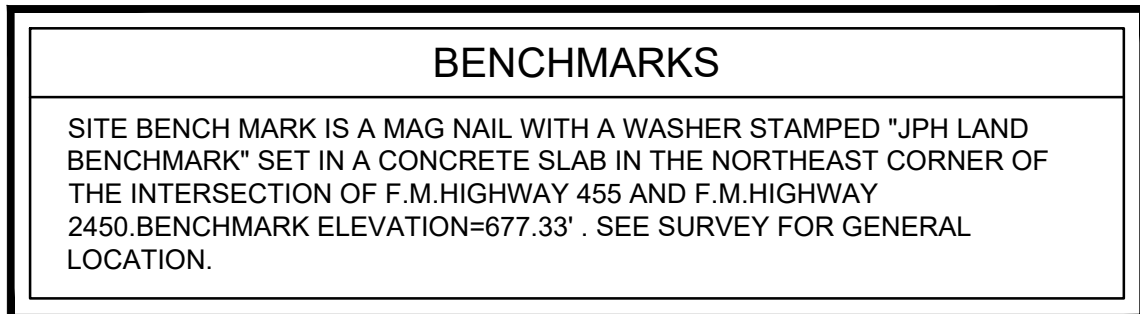 BENCHMARKS
SITE BENCH MARK IS A MAG NAIL WITH A WASHER STAMPED "JPH LAND
BENCHMARK" SET IN A CONCRETE SLAB IN THE NORTHEAST CORNER OF
THE INTERSECTION OF F.M.HIGHWAY 455 AND F.M.HIGHWAY
2450.BENCHMARK ELEVATION=677.33' . SEE SURVEY FOR GENERAL
LOCATION.